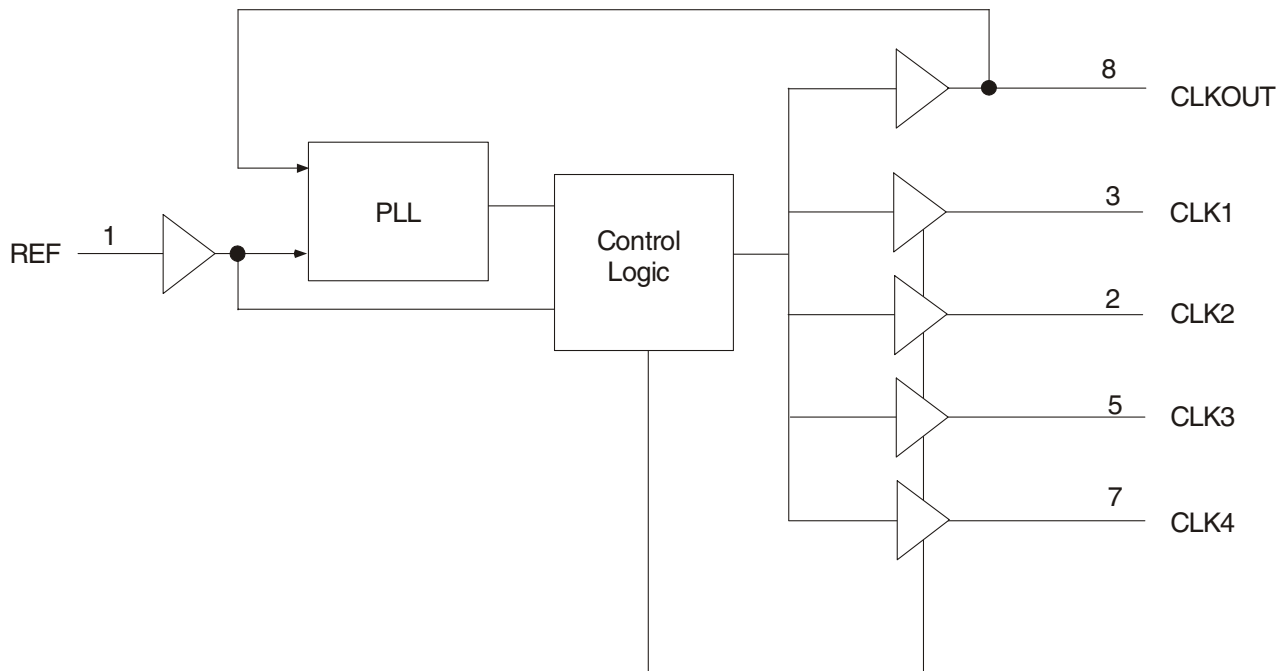 8
CLKOUT
PLL
3
CLK1
1
REF
Control
Logic
2
CLK2
5
CLK3
7
CLK4